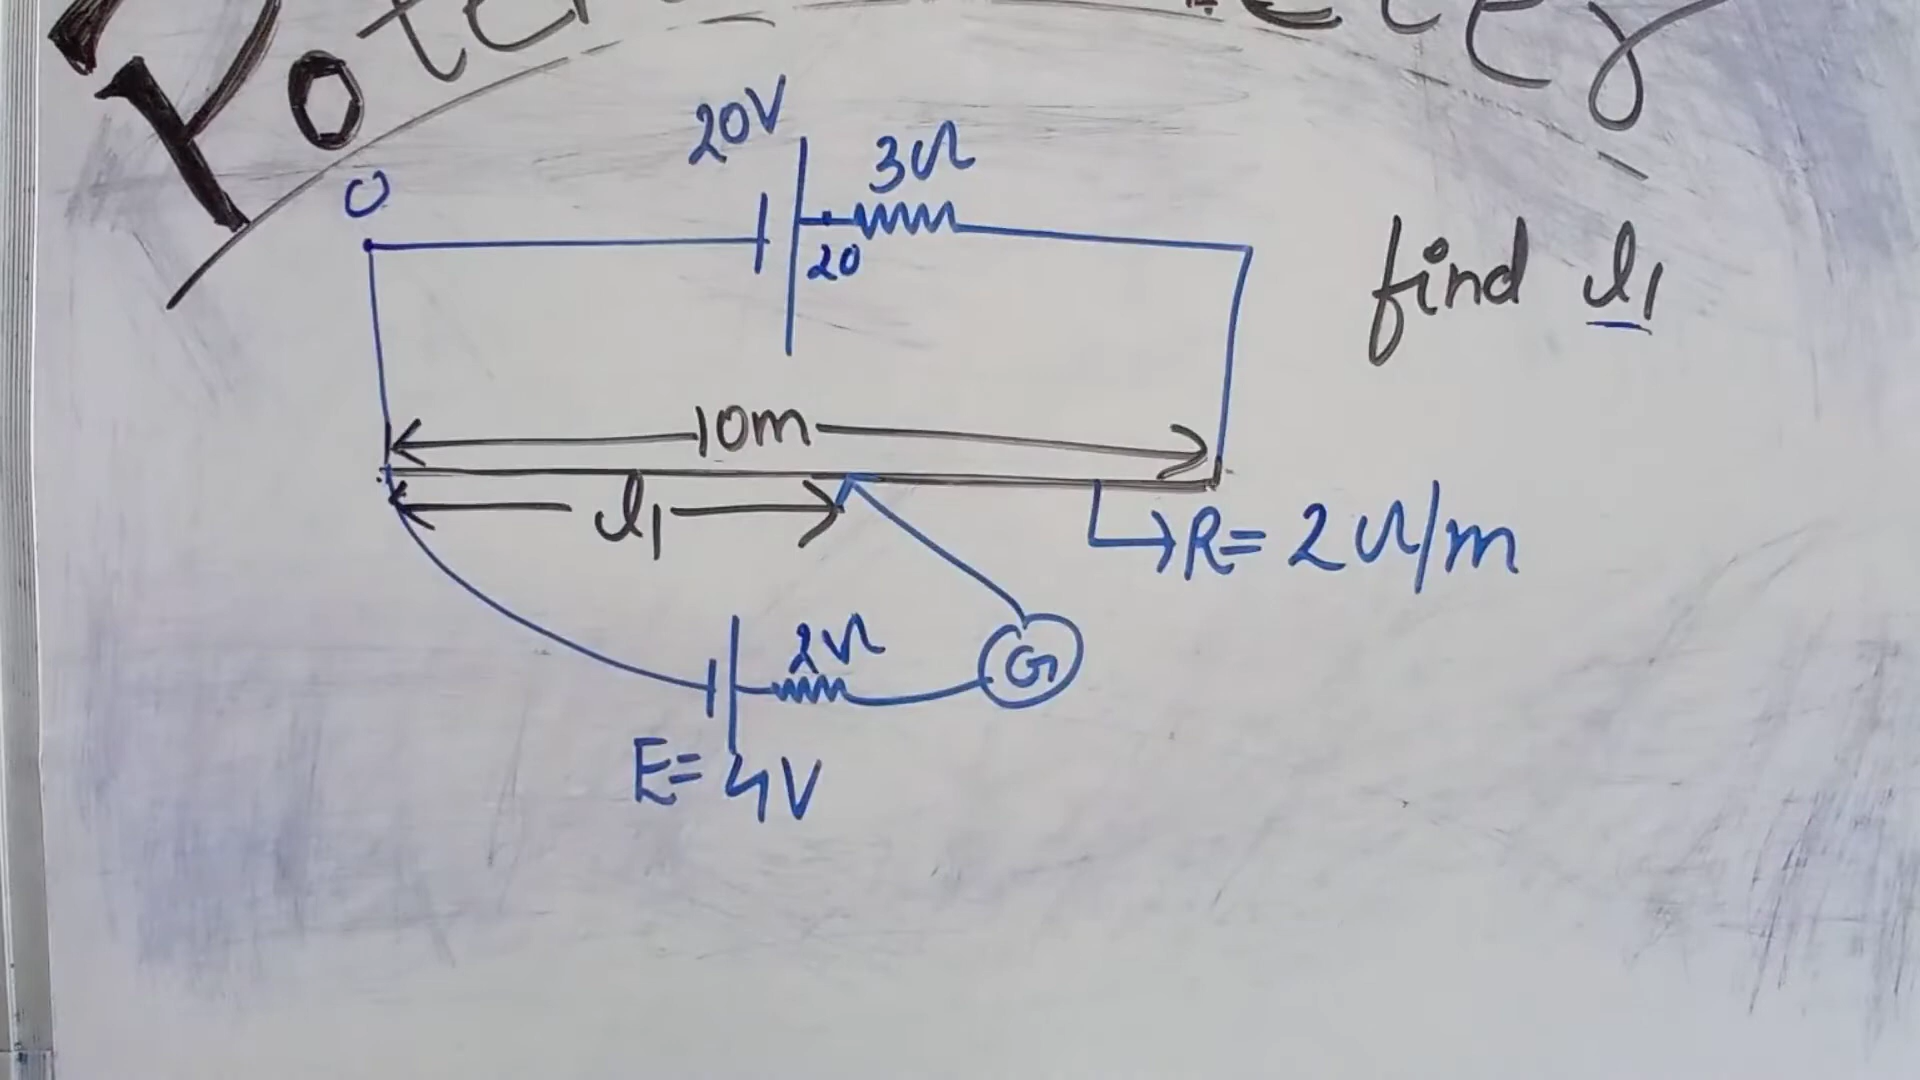 20V
3Ω
0
20
find l₁
10m
l₁
R= 2Ω/m
2Ω
G
E= 4V